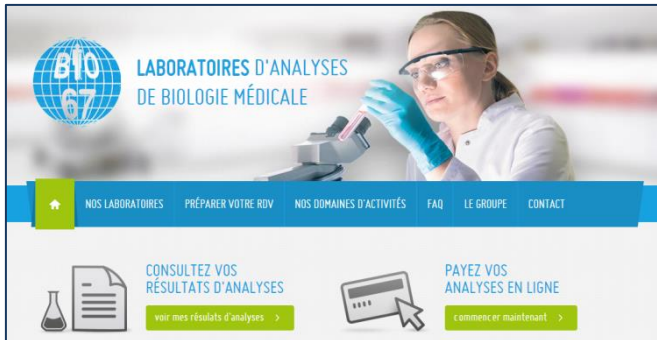 BIO
67
LABORATOIRES D'ANALYSES
DE BIOLOGIE MÉDICALE
NOS LABORATOIRES PRÉPARER VOTRE RDV NOS DOMAINES D'ACTIVITÉS FAQ LE GROUPE CONTACT
CONSULTEZ VOS
RÉSULTATS D'ANALYSES
voir mes résulats d'analyses >
PAYEZ VOS
ANALYSES EN LIGNE
commencer maintenant >